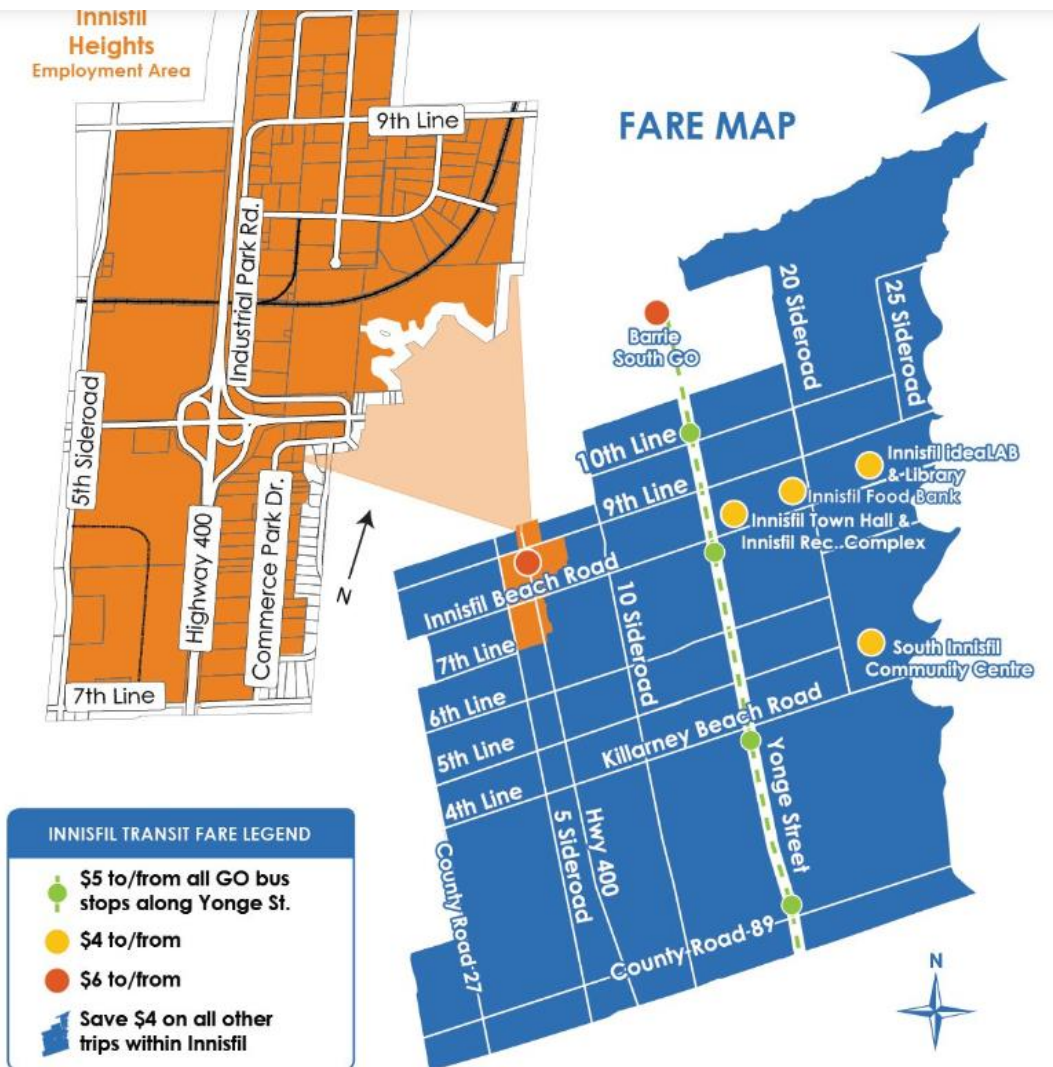 Innisfil
Heights
Employment Area
9th Line
Industrial Park Rd.
5th Sideroad
Highway 400
Commerce Park Dr.
7th Line
N
FARE MAP
Barrie
South GO
20 Sideroad
25 Sideroad
10th Line
9th Line
Innisfil ideaLAB
& Library
Innisfil Food Bank
Innisfil Town Hall &
Innisfil Rec. Complex
Innisfil Beach Road
10 Sideroad
7th Line
6th Line
5th Line
4th Line
South Innisfil
Community Centre
Killarney Beach Road
Yonge Street
Hwy 400
5 Sideroad
County Road 27
County Road 89
N
INNISFIL TRANSIT FARE LEGEND
$5 to/from all GO bus
stops along Yonge St.
$4 to/from
$6 to/from
Save $4 on all other
trips within Innisfil